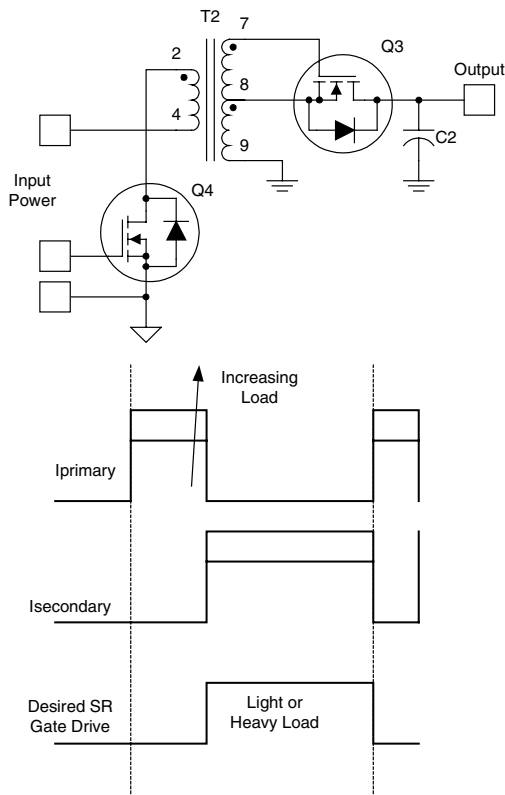 T2
7
Q3
2
Output
8
4
C2
9
Input
Power
Q4
Increasing
Load
Iprimary
Isecondary
Desired SR
Gate Drive
Light or
Heavy Load